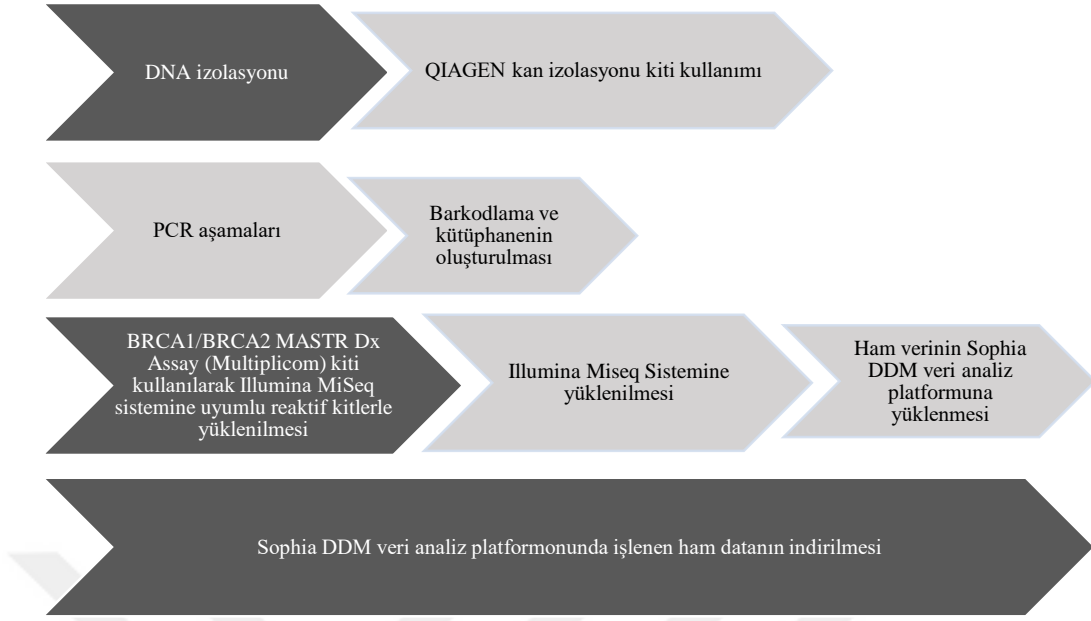 DNA izolasyonu
QIAGEN kan izolasyonu kiti kullanımı
PCR aşamaları
Barkodlama ve
kütüphanenin
oluşturulması
BRCA1/BRCA2 MASTR Dx
Assay (Multiplicom) kiti
kullanılarak Illumina MiSeq
sistemine uyumlu reaktif kitlerle
yüklenilmesi
Illumina Miseq Sistemine
yüklenilmesi
Ham verinin Sophia
DDM veri analiz
platformuna
yüklenmesi
Sophia DDM veri analiz platformonunda işlenen ham datanın indirilmesi